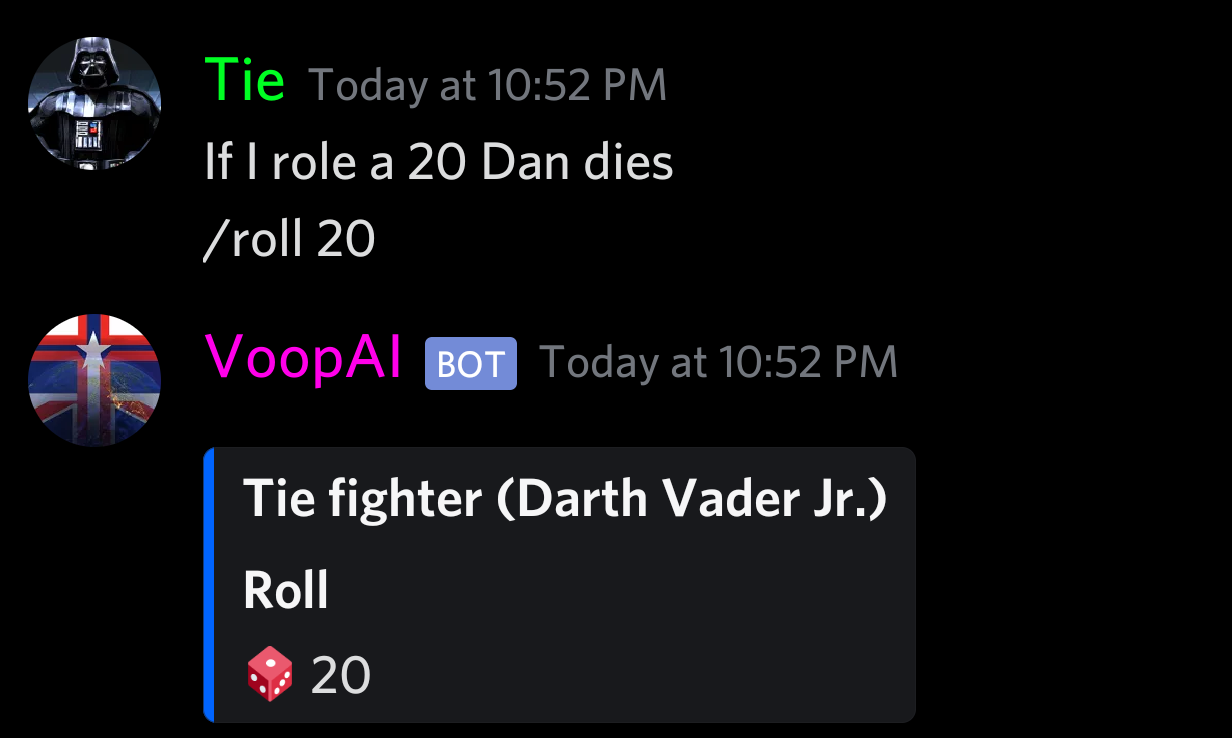 Tie Today at 10:52 PM
If I role a 20 Dan dies
/roll 20
VoopAI BOT Today at 10:52 PM
Tie fighter (Darth Vader Jr.)
Roll
20